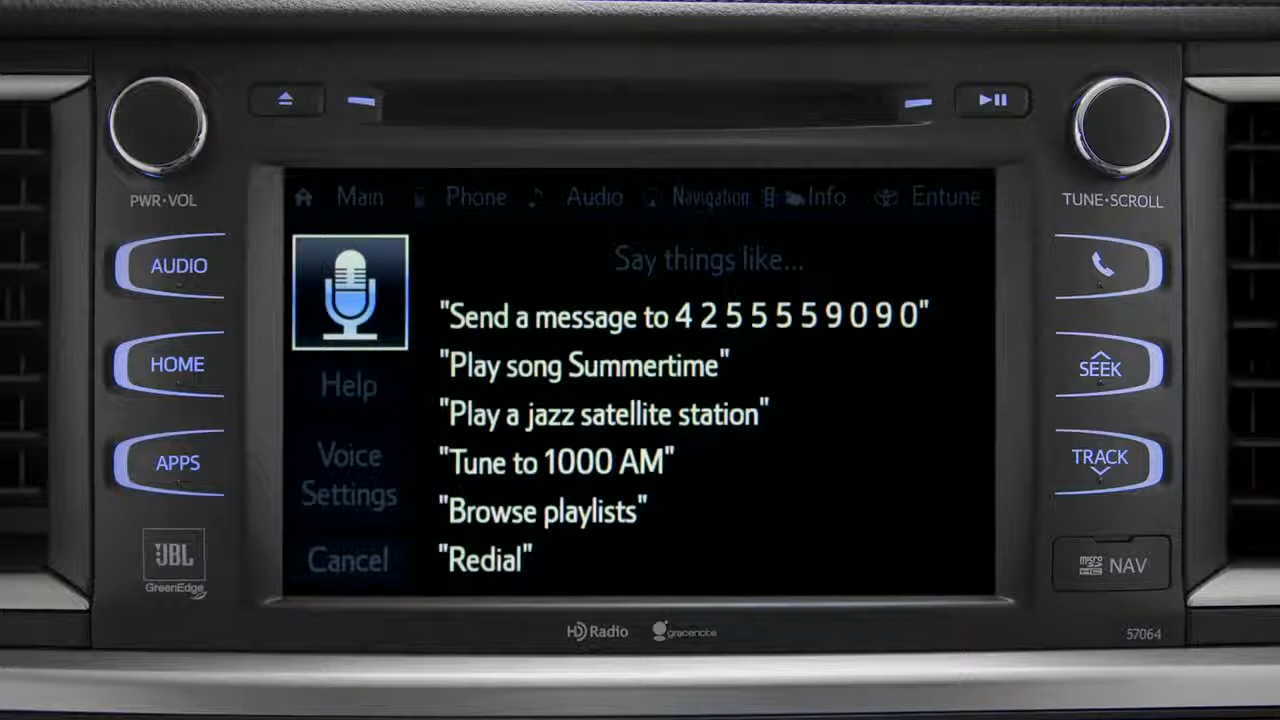 PWR•VOL
TUNE•SCROLL
Main Phone Audio Navigation Info Entune
AUDIO
HOME
APPS
Say things like...
"Send a message to 4 2 5 5 5 5 9 0 9 0"
"Play song Summertime"
"Play a jazz satellite station"
"Tune to 1000 AM"
"Browse playlists"
"Redial"
Help
Voice
Settings
Cancel
SEEK
TRACK
JBL
GreenEdge
micro
HC
NAV
HD Radio
gracenote
57064